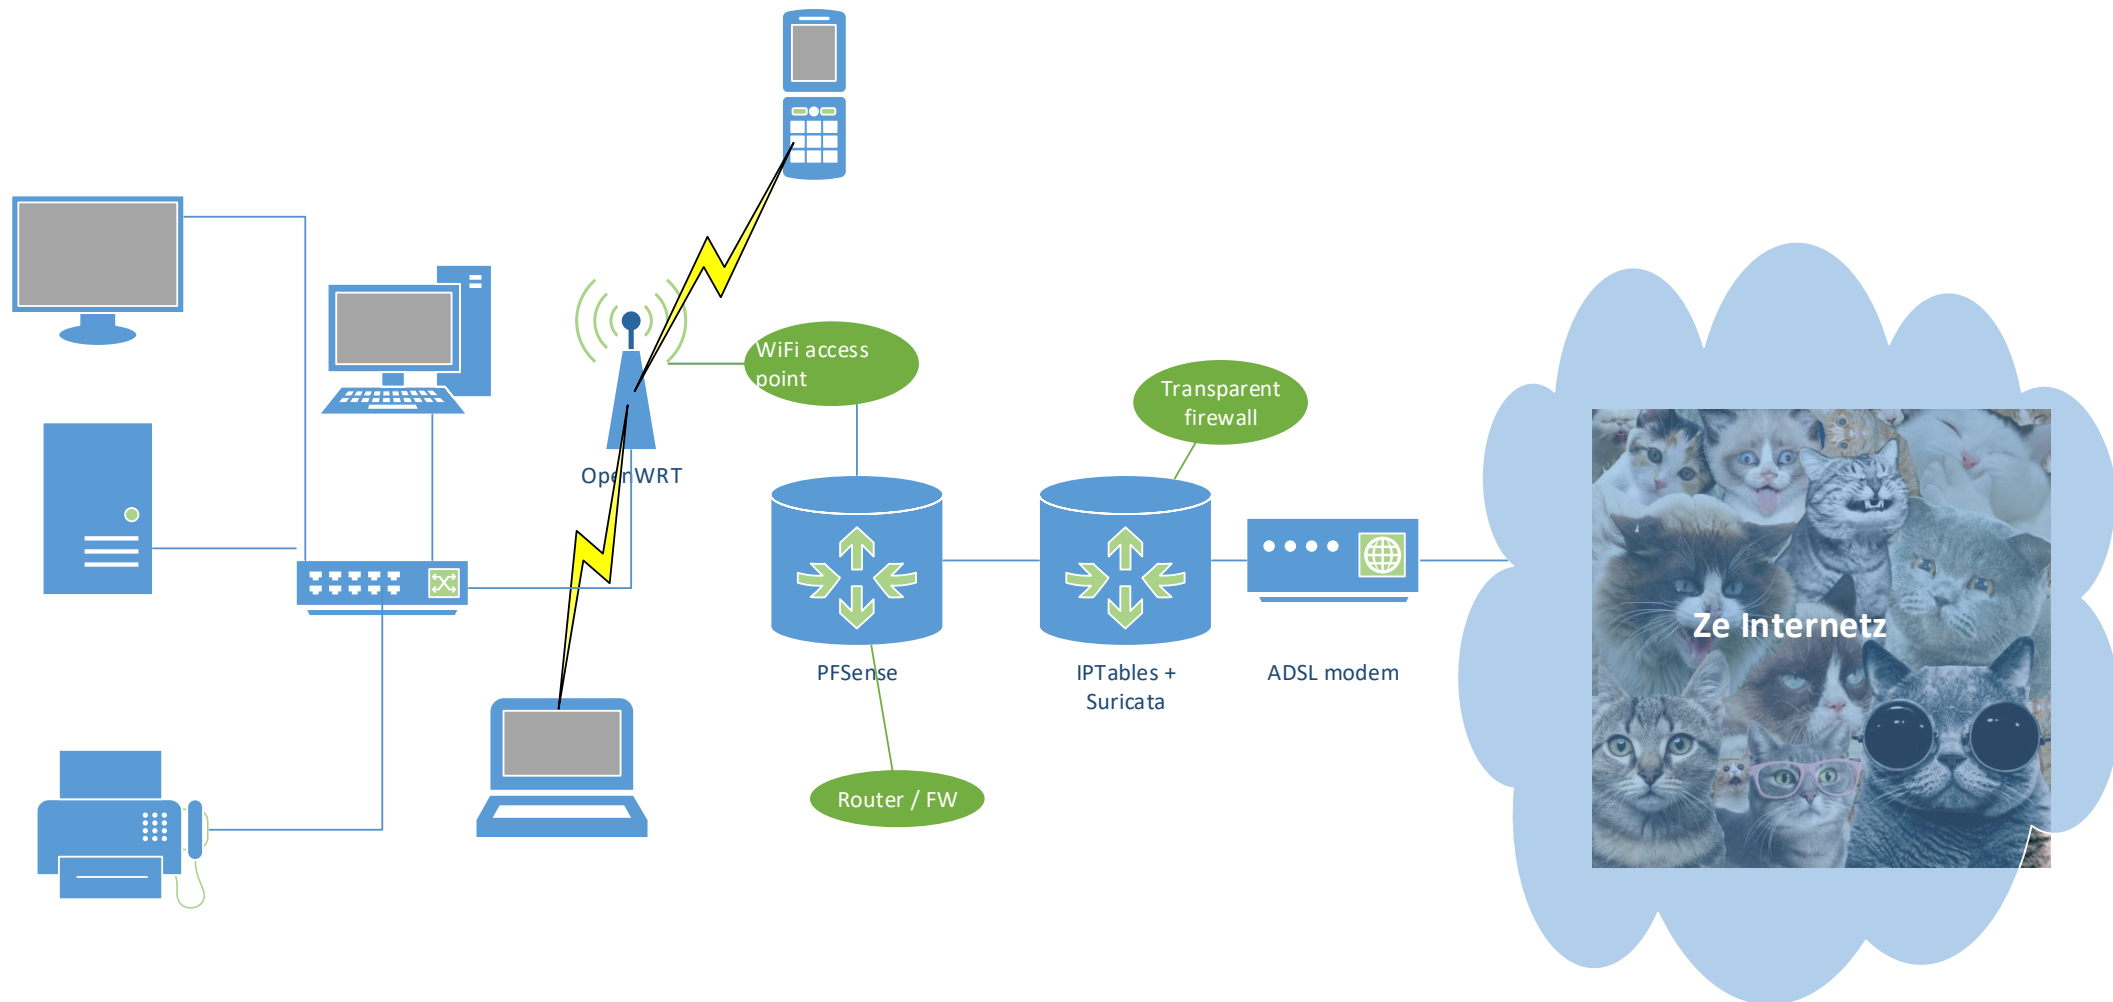 WiFi access
point
Transparent
firewall
OpenWRT
Ze Internetz
PFSense
IPTables +
Suricata
ADSL modem
Router / FW